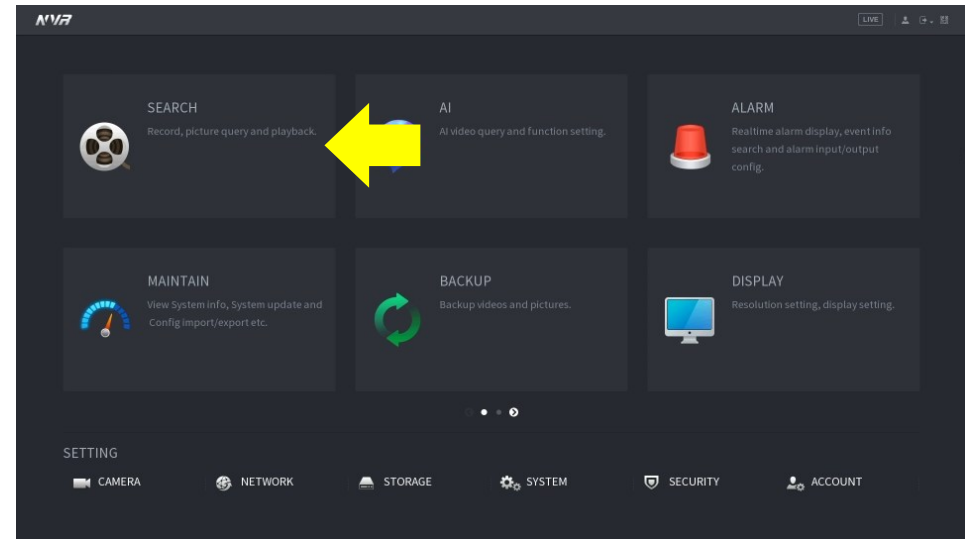 NVR
LIVE
SEARCH
Record, picture query and playback.
AI
AI video query and function setting.
ALARM
Realtime alarm display, event info
search and alarm input/output
config.
MAINTAIN
View System info, System update and
Config import/export etc.
BACKUP
Backup videos and pictures.
DISPLAY
Resolution setting, display setting.
SETTING
CAMERA
NETWORK
STORAGE
SYSTEM
SECURITY
ACCOUNT